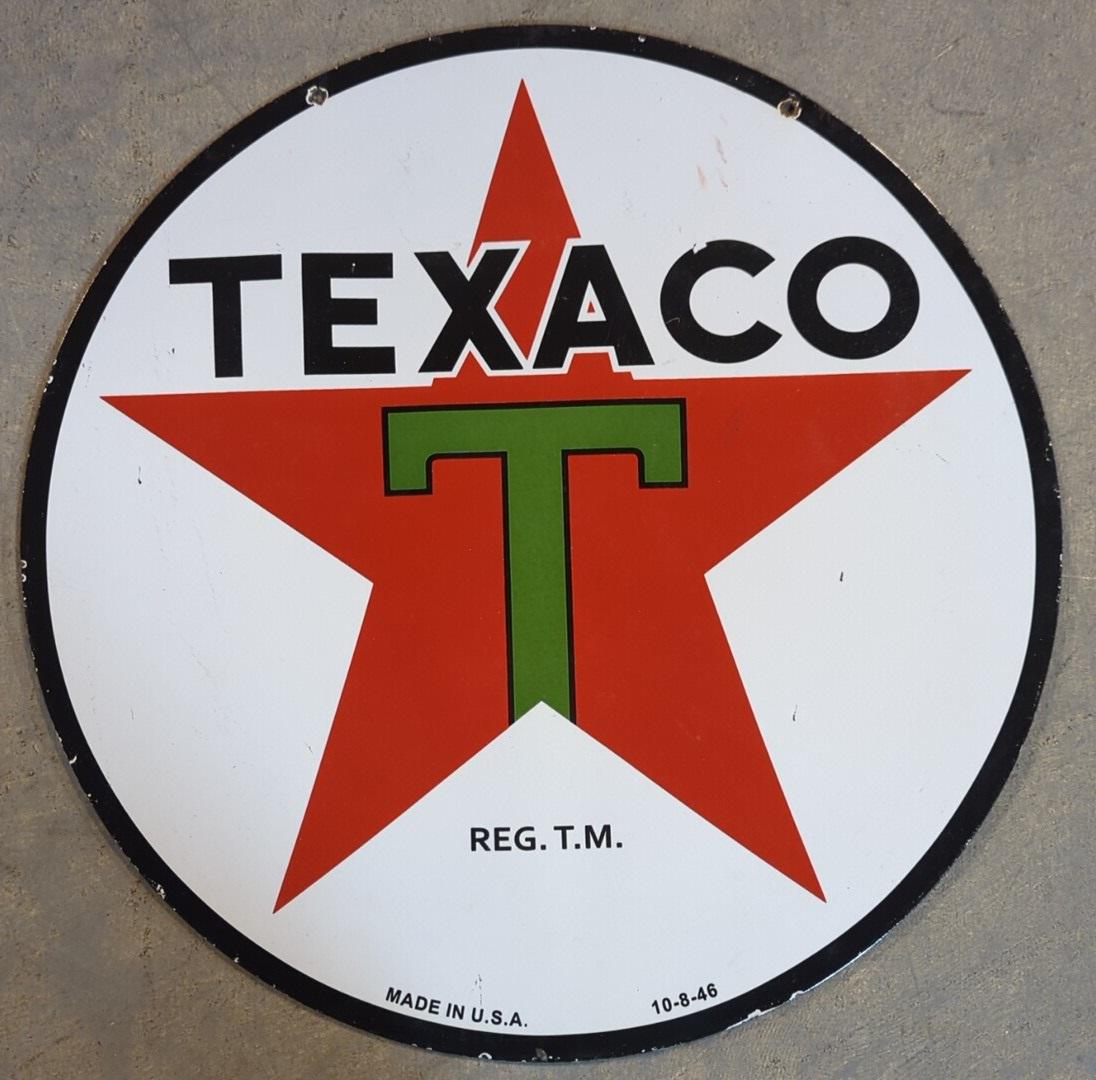 TEXACO
T
REG. T.M.
MADE IN U.S.A.
10-8-46